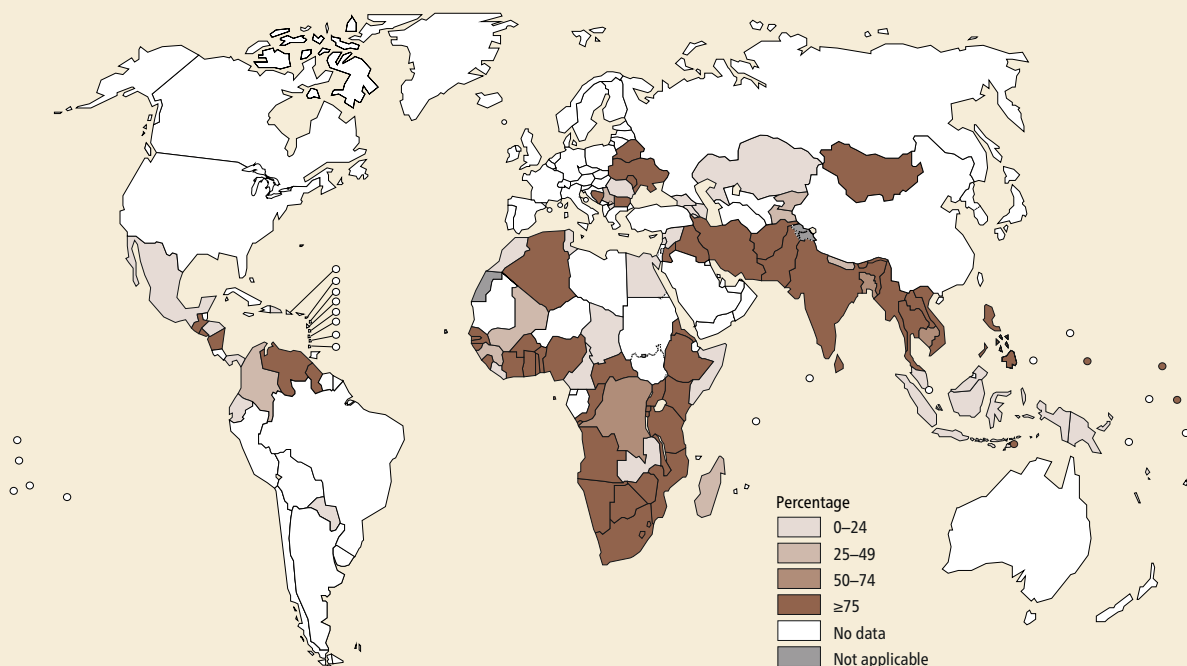 Percentage
0–24
25–49
50–74
≥75
No data
Not applicable